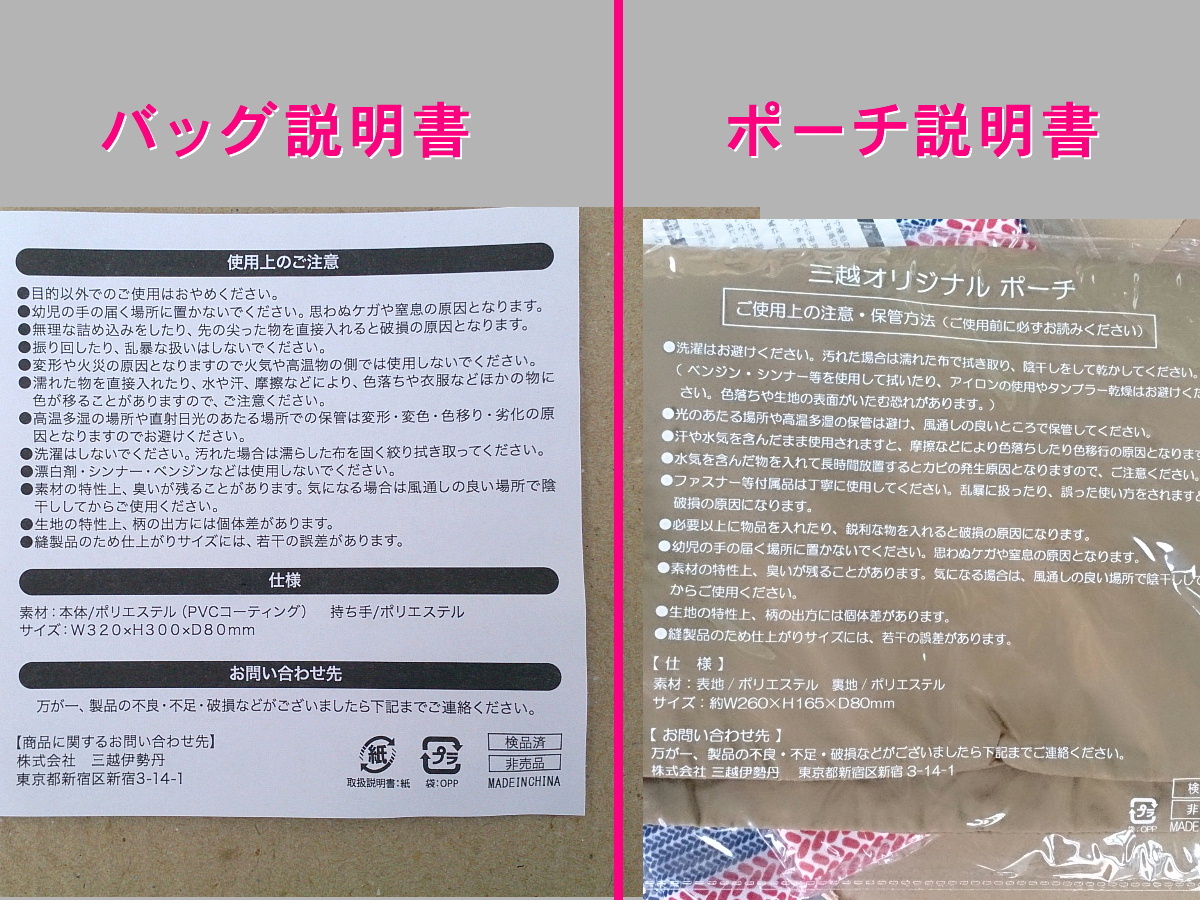 バッグ説明書
使用上のご注意
●目的以外でのご使用はおやめください。
●幼児の手の届く場所に置かないでください。思わぬケガや窒息の原因となります。
●無理な詰め込みをしたり、先の尖った物を直接入れると破損の原因となります。
●振り回したり、乱暴な扱いはしないでください。
●変形や火災の原因となりますので火気や高温物の側では使用しないでください。
●濡れた物を直接入れたり、水や汗、摩擦などにより、色落ちや衣服などほかの物に
色が移ることがありますので、ご注意ください。
●高温多湿の場所や直射日光のあたる場所での保管は変形・変色・色移り・劣化の原
因となりますのでお避けください。
●洗濯はしないでください。汚れた場合は濡らした布を固く絞り拭き取ってください。
●漂白剤・シンナー・ベンジンなどは使用しないでください。
●素材の特性上、臭いが残ることがあります。気になる場合は風通しの良い場所で陰
干ししてからご使用ください。
●生地の特性上、柄の出方には個体差があります。
●縫製品のため仕上がりサイズには、若干の誤差があります。
仕様
素材：本体/ポリエステル（PVCコーティング） 持ち手/ポリエステル
サイズ：W320×H300×D80mm
お問い合わせ先
万が一、製品の不良・不足・破損などがございましたら下記までご連絡ください。
【商品に関するお問い合わせ先】
株式会社 三越伊勢丹
東京都新宿区新宿3-14-1
紙
取扱説明書：紙
プラ
袋：OPP
検品済
非売品
MADEINCHINA
ポーチ説明書
三越オリジナル ポーチ
ご使用上の注意・保管方法（ご使用前に必ずお読みください）
●洗濯はお避けください。汚れた場合は濡れた布で拭き取り、陰干しをして乾かしてください。
（ ベンジン・シンナー等を使用して拭いたり、アイロンの使用やタンブラー乾燥はお避けくだ
さい。色落ちや生地の表面がいたむ恐れがあります。）
●光のあたる場所や高温多湿の保管は避け、風通しの良いところで保管してください。
●汗や水気を含んだまま使用されますと、摩擦などにより色落ちしたり色移行の原因となります
●水気を含んだ物を入れて長時間放置するとカビの発生原因となりますので、ご注意ください。
●ファスナー等付属品は丁寧に使用してください。乱暴に扱ったり、誤った使い方をされますと
破損の原因になります。
●必要以上に物品を入れたり、鋭利な物を入れると破損の原因になります。
●幼児の手の届く場所に置かないでください。思わぬケガや窒息の原因となります。
●素材の特性上、臭いが残ることがあります。気になる場合は、風通しの良い場所で陰干しして
からご使用ください。
●生地の特性上、柄の出方には個体差があります。
●縫製品のため仕上がりサイズには、若干の誤差があります。
【 仕 様 】
素材：表地 / ポリエステル 裏地 / ポリエステル
サイズ：約W260×H165×D80mm
【 お問い合わせ先 】
万が一、製品の不良・不足・破損などがございましたら下記までご連絡ください。
株式会社 三越伊勢丹 東京都新宿区新宿 3-14-1
プラ
袋：OPP
検
非
MADE